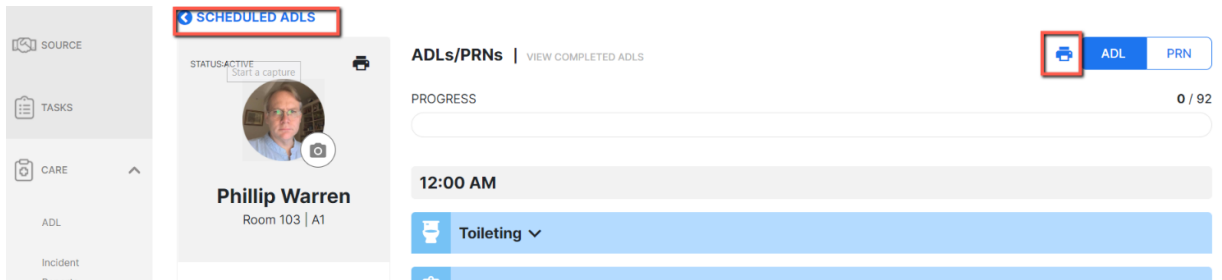 SCHEDULED ADLS
SOURCE
TASKS
CARE
ADL
Incident
STATUS:ACTIVE
Start a capture
Phillip Warren
Room 103 | A1
ADLs/PRNs | VIEW COMPLETED ADLS
ADL
PRN
PROGRESS
0 / 92
12:00 AM
Toileting